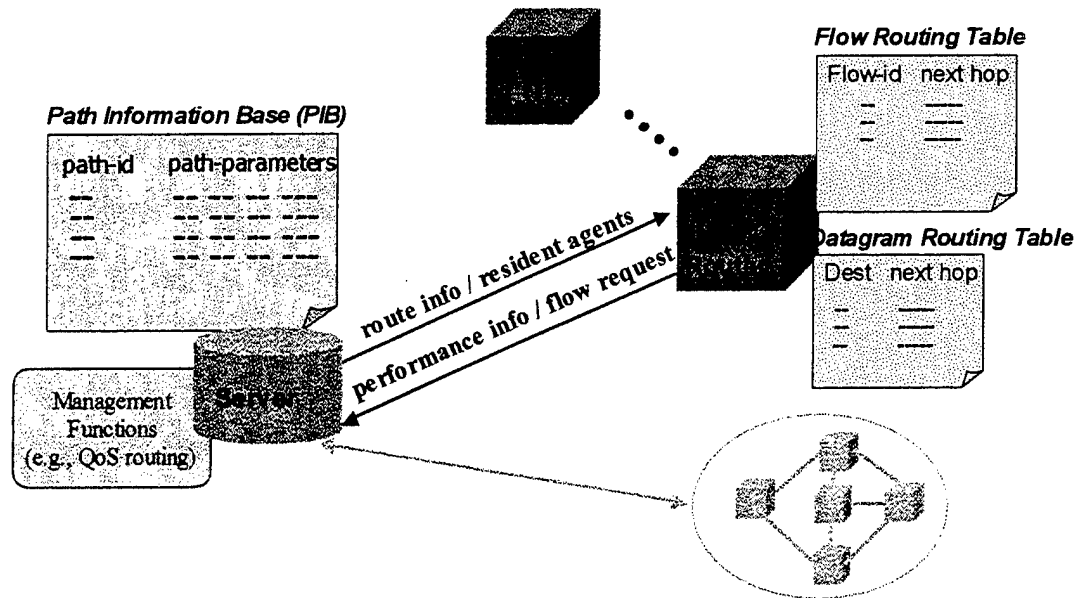 Flow Routing Table
Flow-id next hop
Path Information Base (PIB)
path-id path-parameters
route info / resident agents
performance info / flow request
Datagram Routing Table
Dest next hop
Server
Management
Functions
(e.g., QoS routing)